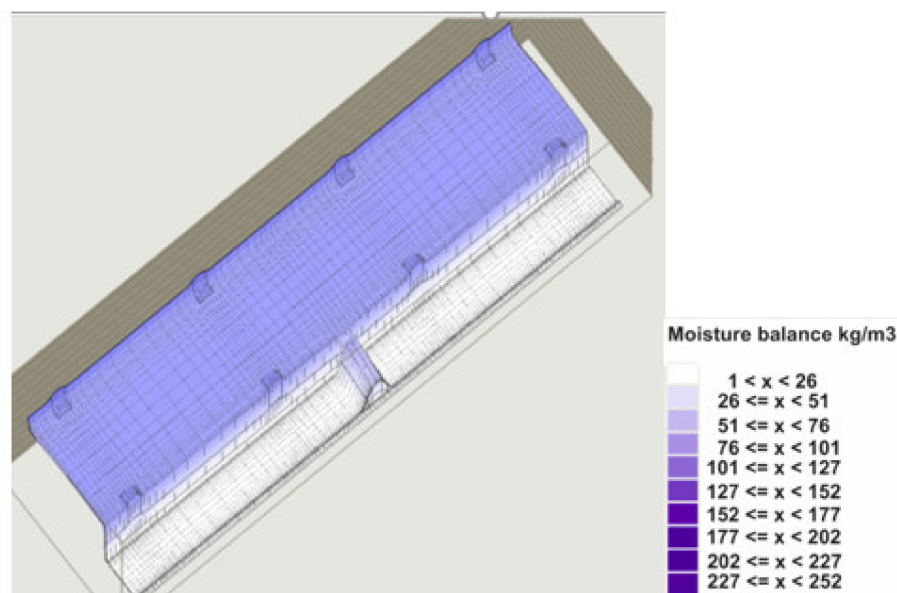 Moisture balance kg/m3
1 < x < 26
26 <= x < 51
51 <= x < 76
76 <= x < 101
101 <= x < 127
127 <= x < 152
152 <= x < 177
177 <= x < 202
202 <= x < 227
227 <= x < 252